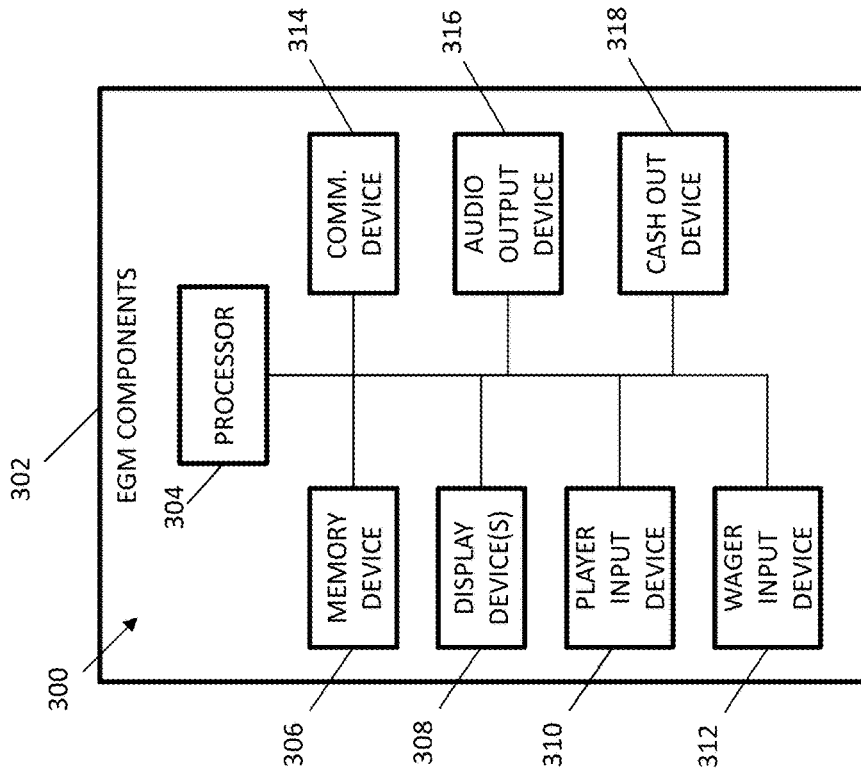 302
300
EGM COMPONENTS
304
PROCESSOR
306
MEMORY
DEVICE
COMM.
DEVICE
314
308
DISPLAY
DEVICE(S)
AUDIO
OUTPUT
DEVICE
316
310
PLAYER
INPUT
DEVICE
CASH OUT
DEVICE
318
312
WAGER
INPUT
DEVICE